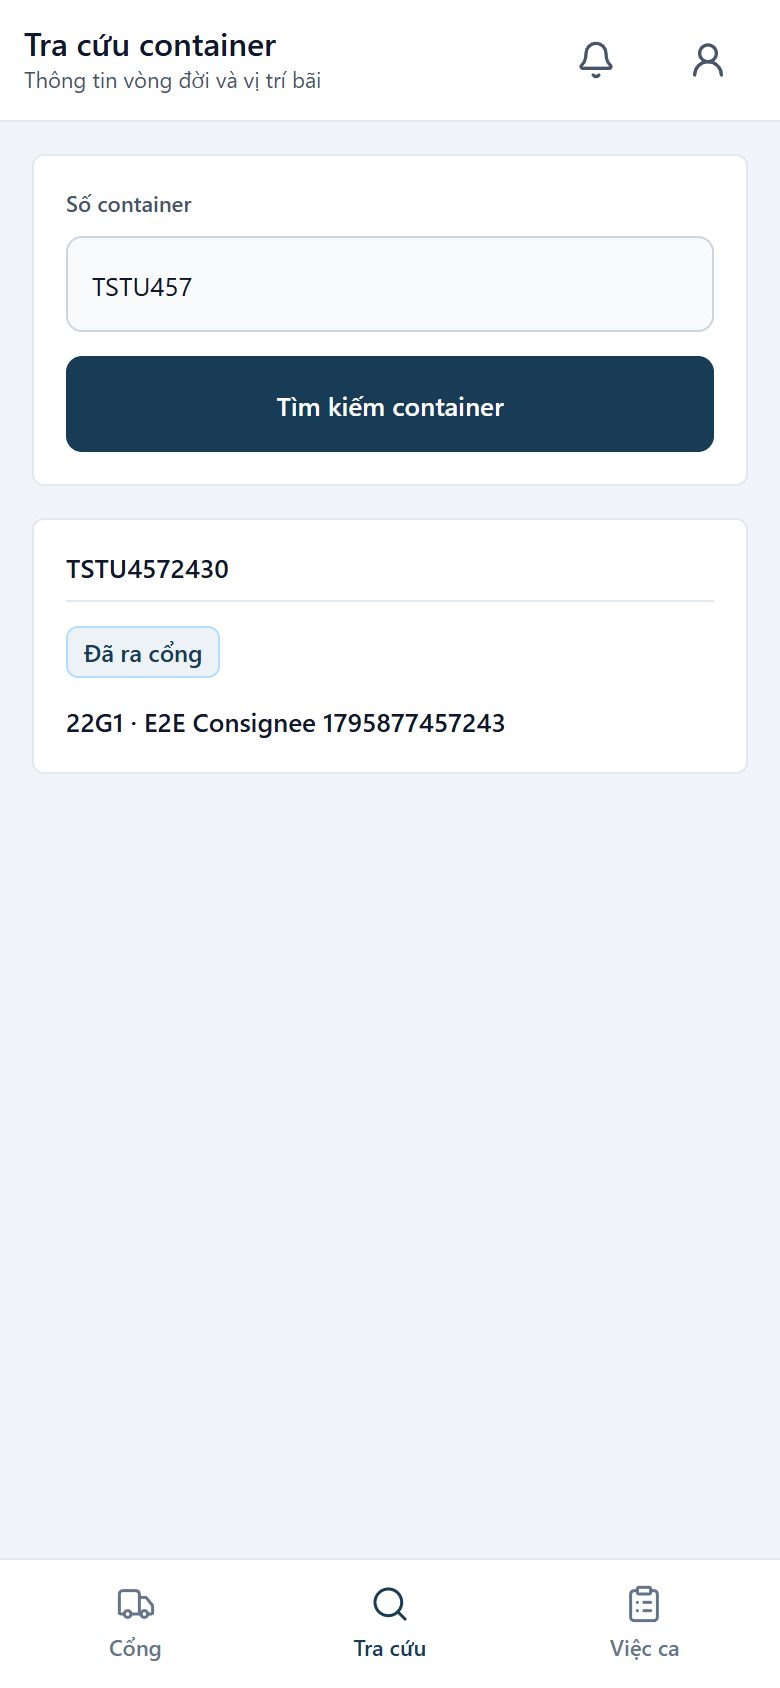 Tra cứu container
Thông tin vòng đời và vị trí bãi
Số container
TSTU457
Tìm kiếm container
TSTU4572430
Đã ra cổng
22G1 · E2E Consignee 1795877457243
Cổng
Tra cứu
Việc ca